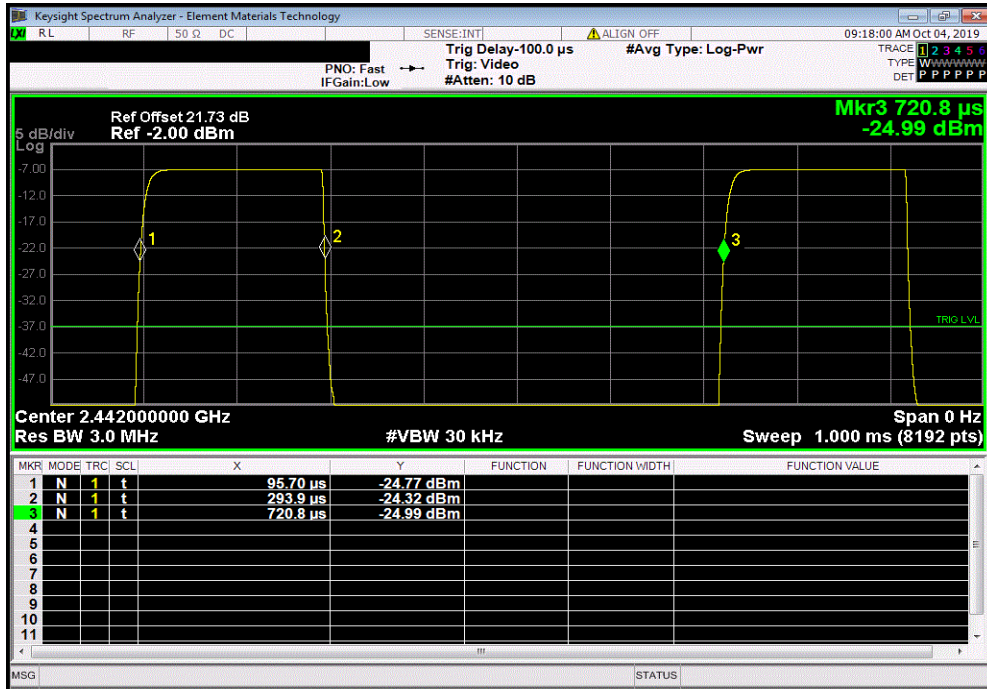 Keysight Spectrum Analyzer - Element Materials Technology
LXI RL RF 50 Ω DC SENSE:INT ALIGN OFF 09:18:00 AM Oct 04, 2019
Trig Delay-100.0 µs #Avg Type: Log-Pwr TRACE 1 2 3 4 5 6
PNO: Fast Trig: Video TYPE WWWWWW
IFGain:Low #Atten: 10 dB DET P P P P P P
Mkr3 720.8 µs
-24.99 dBm
Ref Offset 21.73 dB
5 dB/div Ref -2.00 dBm
Log
-7.00
-12.0
-17.0
1 2 3
-22.0
-27.0
-32.0
-37.0
TRIG LVL
-42.0
-47.0
Center 2.442000000 GHz Span 0 Hz
Res BW 3.0 MHz #VBW 30 kHz Sweep 1.000 ms (8192 pts)
MKR MODE TRC SCL X Y FUNCTION FUNCTION WIDTH FUNCTION VALUE
1 N 1 t 95.70 µs -24.77 dBm
2 N 1 t 293.9 µs -24.32 dBm
3 N 1 t 720.8 µs -24.99 dBm
4
5
6
7
8
9
10
11
MSG STATUS